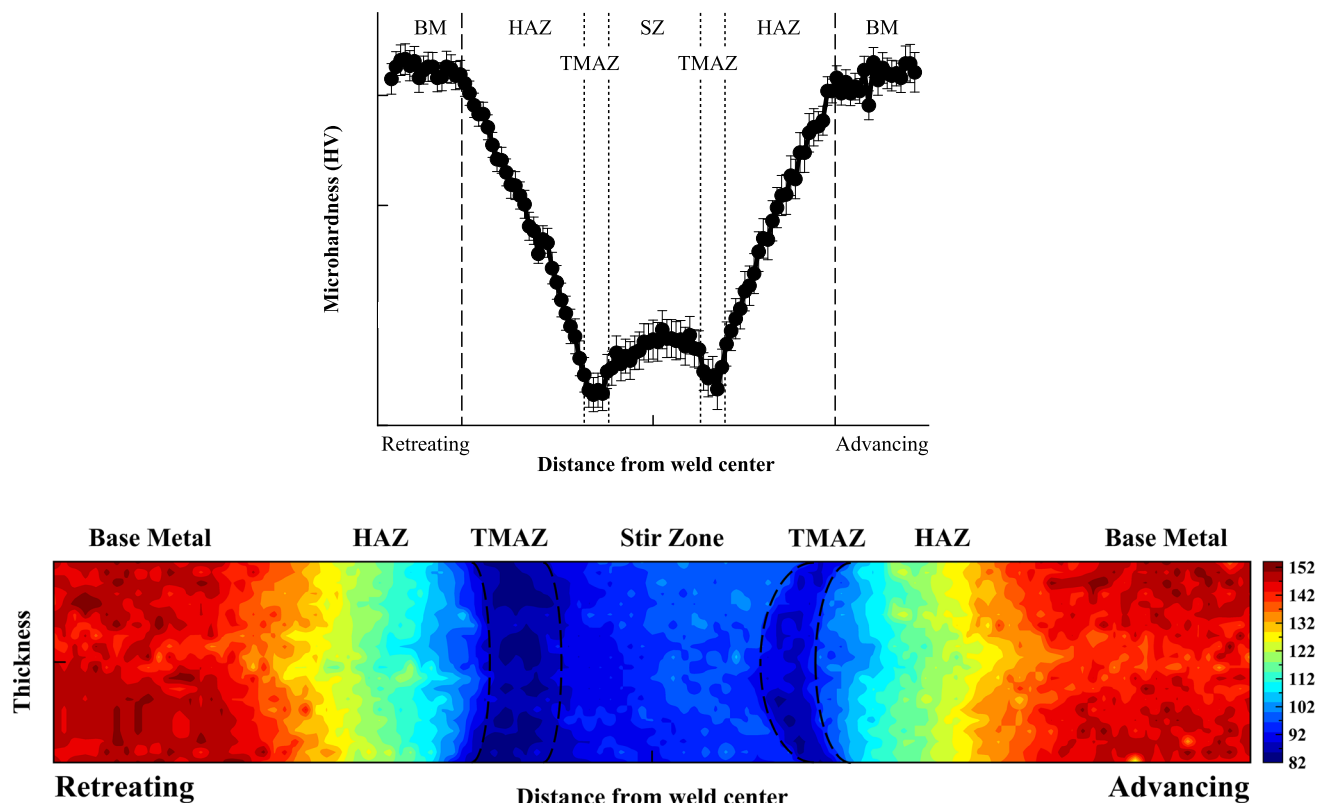 BM HAZ SZ HAZ BM
TMAZ TMAZ
Microhardness (HV)
Retreating Advancing
Distance from weld center
Base Metal HAZ TMAZ Stir Zone TMAZ HAZ Base Metal
Thickness
152
142
132
122
112
102
92
82
Retreating Advancing
Distance from weld center